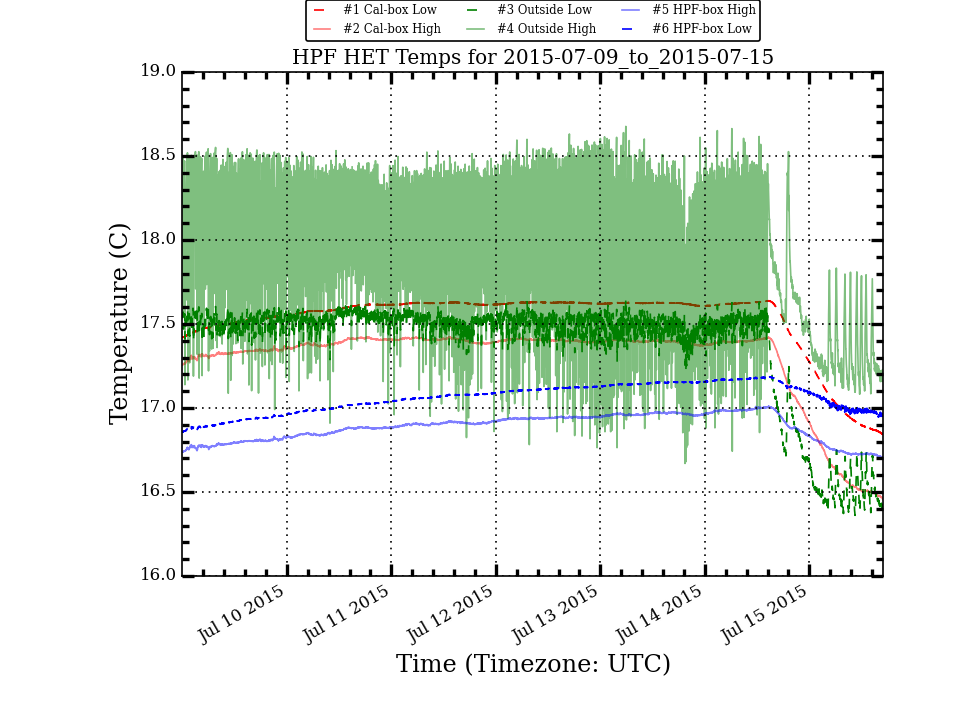 #1 Cal-box Low #3 Outside Low #5 HPF-box High
#2 Cal-box High #4 Outside High #6 HPF-box Low
HPF HET Temps for 2015-07-09_to_2015-07-15
19.0
18.5
18.0
17.5
17.0
16.5
16.0
Temperature (C)
Jul 10 2015 Jul 11 2015 Jul 12 2015 Jul 13 2015 Jul 14 2015 Jul 15 2015
Time (Timezone: UTC)